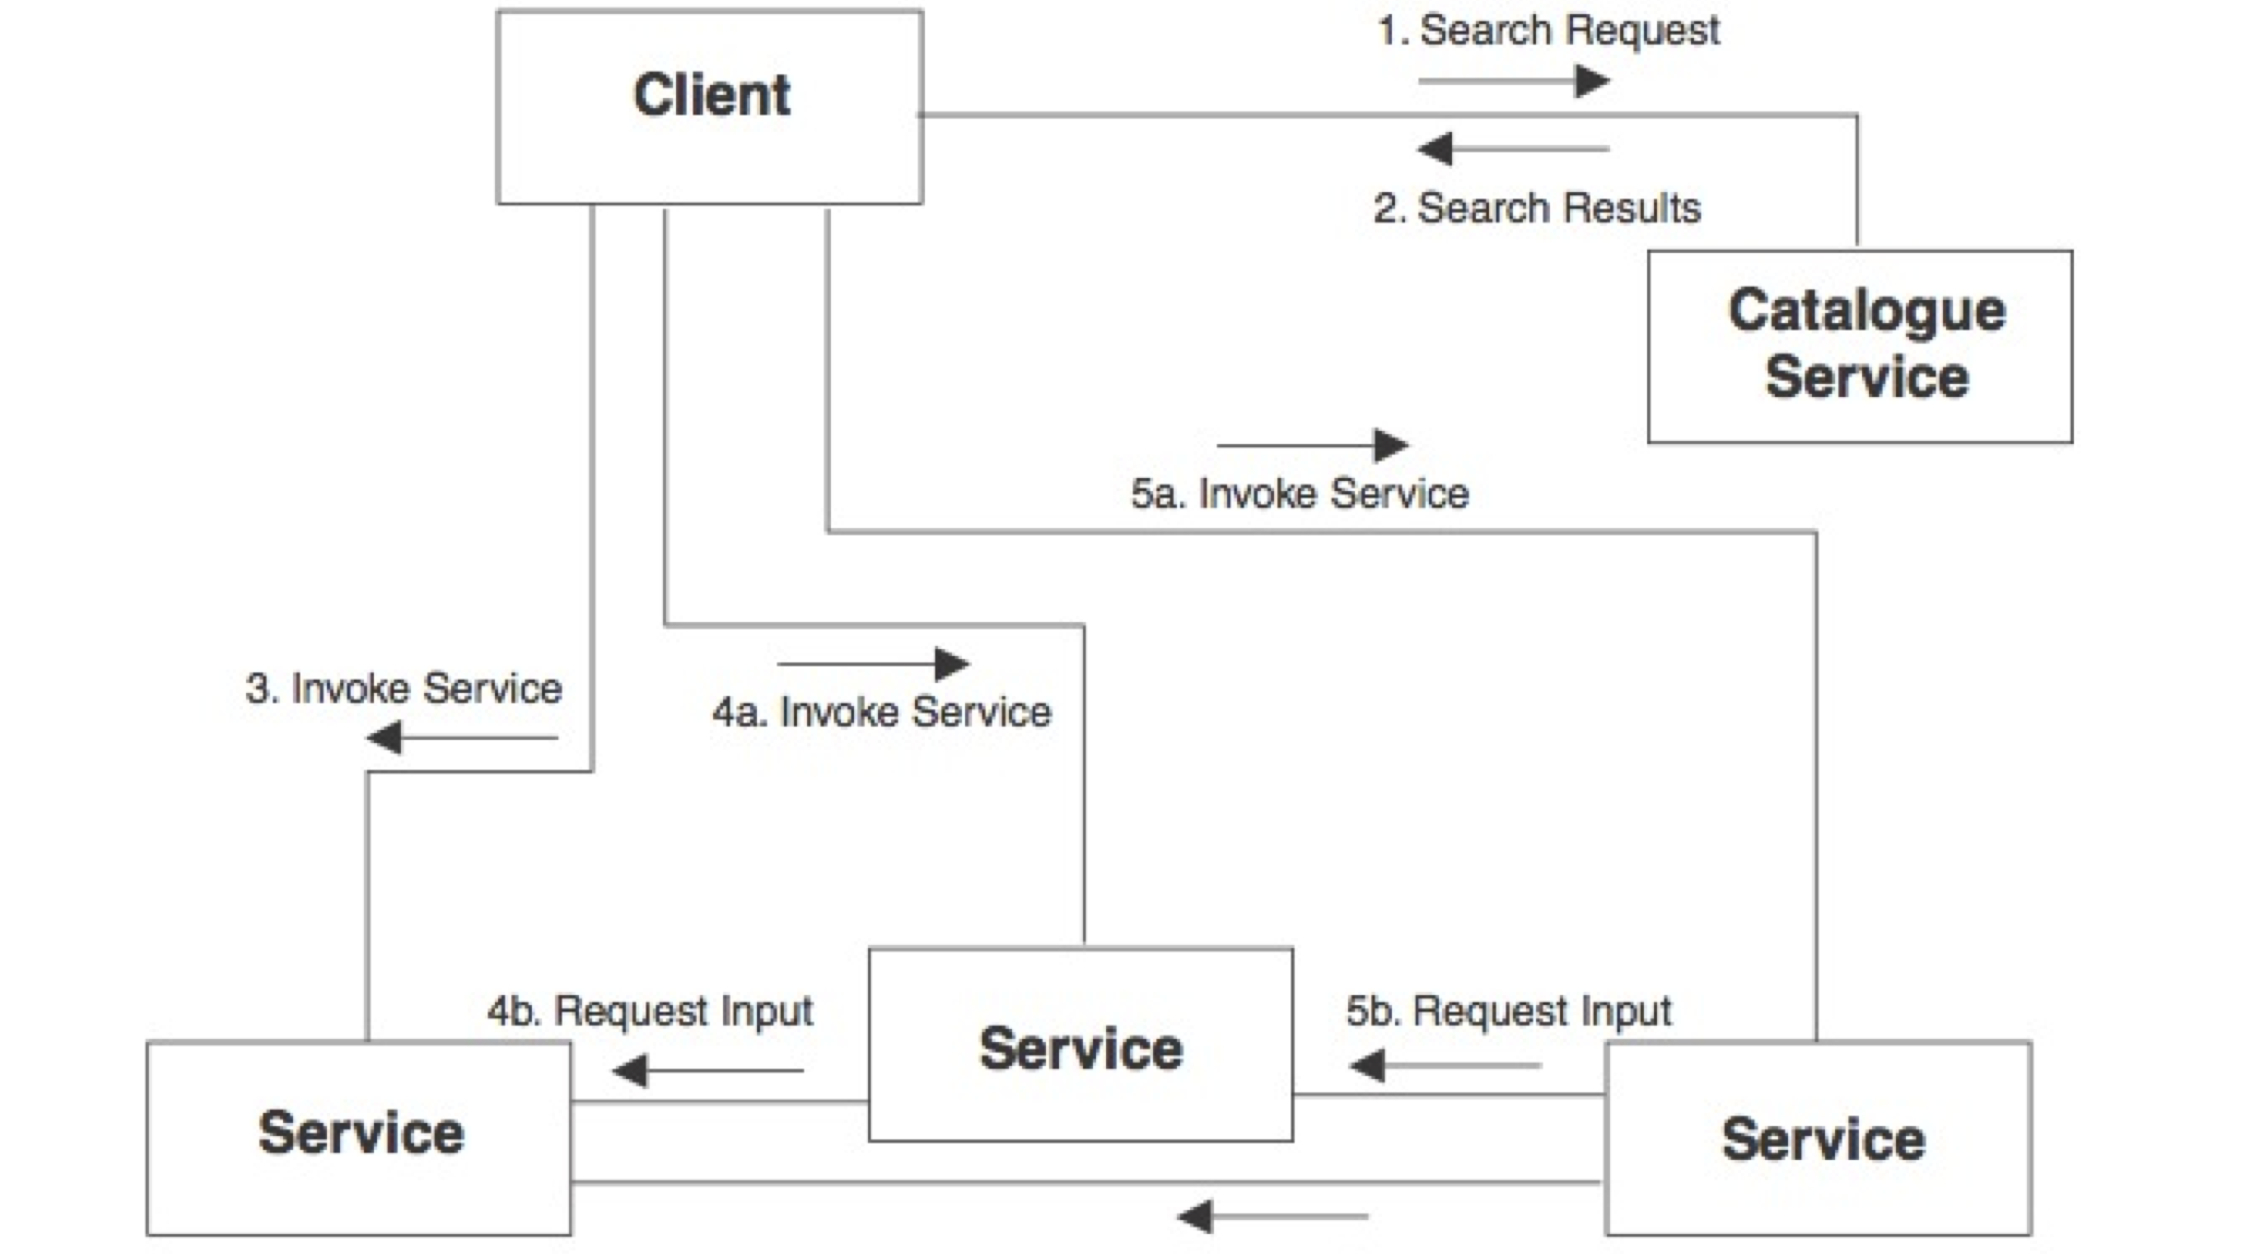 1. Search Request
Client
2. Search Results
Catalogue
Service
5a. Invoke Service
3. Invoke Service
4a. Invoke Service
4b. Request Input
5b. Request Input
Service
Service
Service